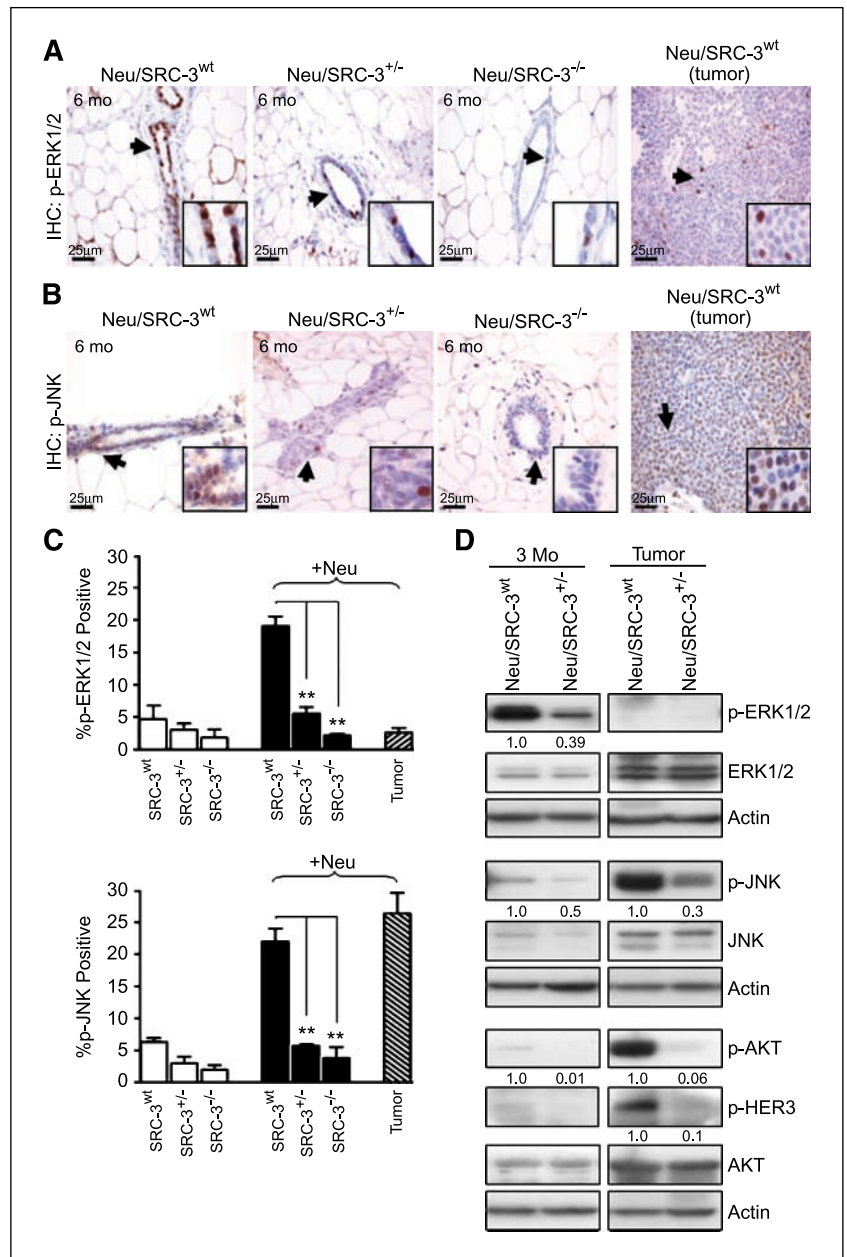 A
Neu/SRC-3wt
Neu/SRC-3+/-
Neu/SRC-3-/-
Neu/SRC-3wt
(tumor)
IHC: p-ERK1/2
6 mo
6 mo
6 mo
25μm
25μm
25μm
25μm
B
Neu/SRC-3wt
Neu/SRC-3+/-
Neu/SRC-3-/-
Neu/SRC-3wt
(tumor)
IHC: p-JNK
6 mo
6 mo
6 mo
25μm
25μm
25μm
25μm
C
%p-ERK1/2 Positive
30
25
20
15
10
5
0
+Neu
**
**
SRC-3wt
SRC-3+/-
SRC-3-/-
SRC-3wt
SRC-3+/-
SRC-3-/-
Tumor
%p-JNK Positive
30
25
20
15
10
5
0
+Neu
**
**
SRC-3wt
SRC-3+/-
SRC-3-/-
SRC-3wt
SRC-3+/-
SRC-3-/-
Tumor
D
3 Mo
Tumor
Neu/SRC-3wt
Neu/SRC-3+/-
Neu/SRC-3wt
Neu/SRC-3+/-
p-ERK1/2
1.0 0.39
ERK1/2
Actin
p-JNK
1.0 0.5 1.0 0.3
JNK
Actin
p-AKT
1.0 0.01 1.0 0.06
p-HER3
1.0 0.1
AKT
Actin